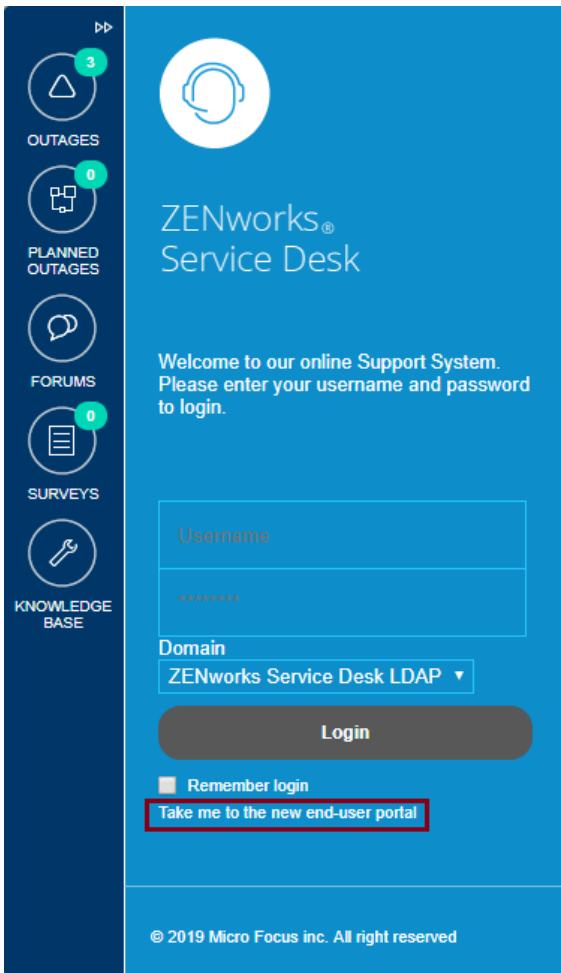 3
OUTAGES
0
PLANNED
OUTAGES
FORUMS
0
SURVEYS
KNOWLEDGE
BASE
ZENworks®
Service Desk
Welcome to our online Support System.
Please enter your username and password
to login.
Username
********
Domain
ZENworks Service Desk LDAP
Login
Remember login
Take me to the new end-user portal
© 2019 Micro Focus inc. All right reserved